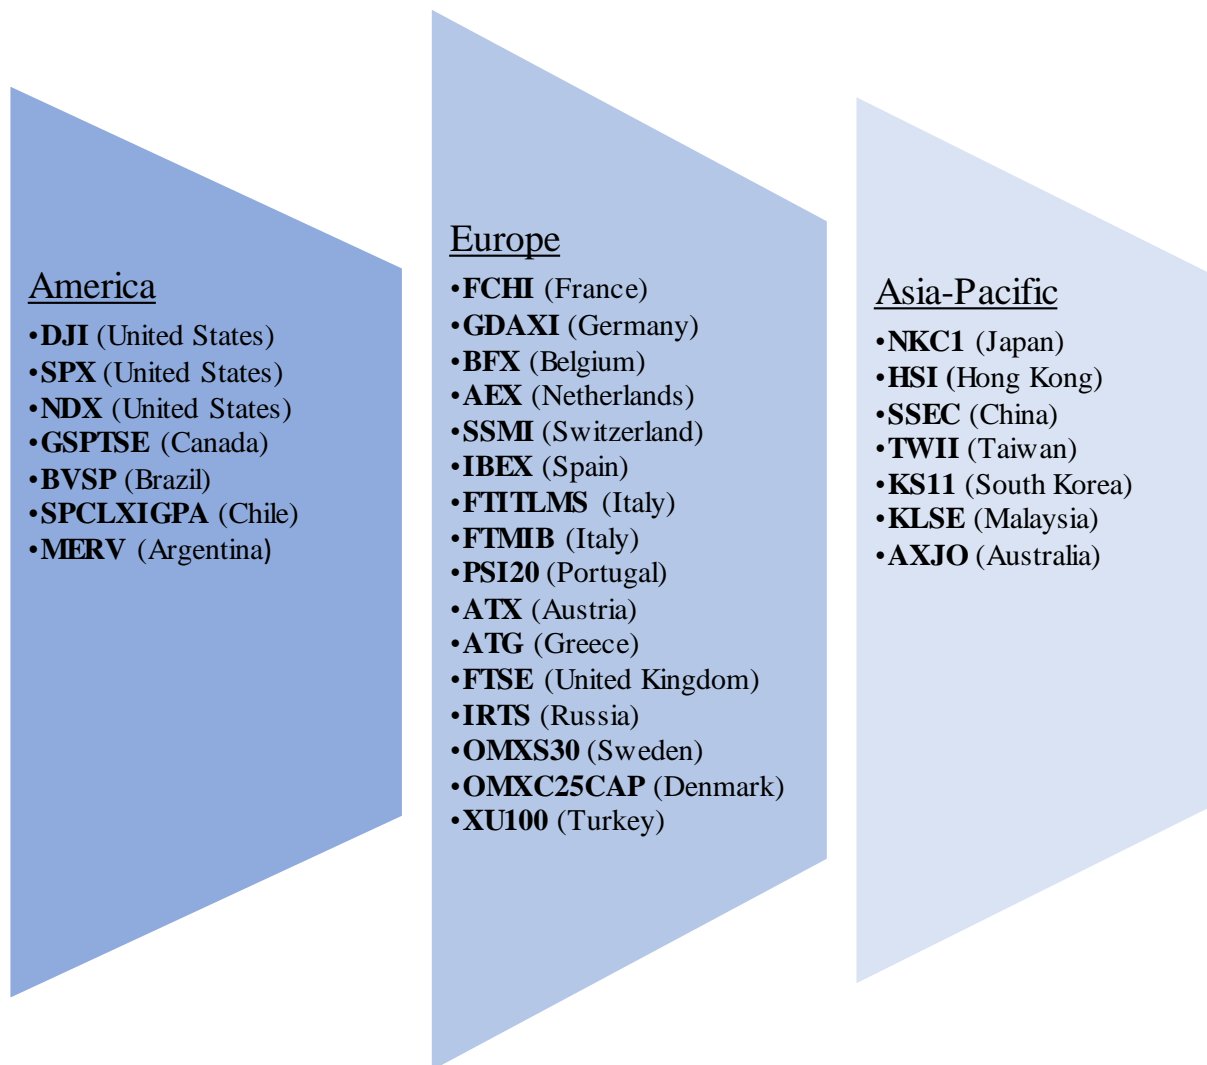 America
•DJI (United States)
•SPX (United States)
•NDX (United States)
•GSPTSE (Canada)
•BVSP (Brazil)
•SPCLXIGPA (Chile)
•MERV (Argentina)
Europe
•FCHI (France)
•GDAXI (Germany)
•BFX (Belgium)
•AEX (Netherlands)
•SSMI (Switzerland)
•IBEX (Spain)
•FTITLMS (Italy)
•FTMIB (Italy)
•PSI20 (Portugal)
•ATX (Austria)
•ATG (Greece)
•FTSE (United Kingdom)
•IRTS (Russia)
•OMXS30 (Sweden)
•OMXC25CAP (Denmark)
•XU100 (Turkey)
Asia-Pacific
•NKC1 (Japan)
•HSI (Hong Kong)
•SSEC (China)
•TWII (Taiwan)
•KS11 (South Korea)
•KLSE (Malaysia)
•AXJO (Australia)